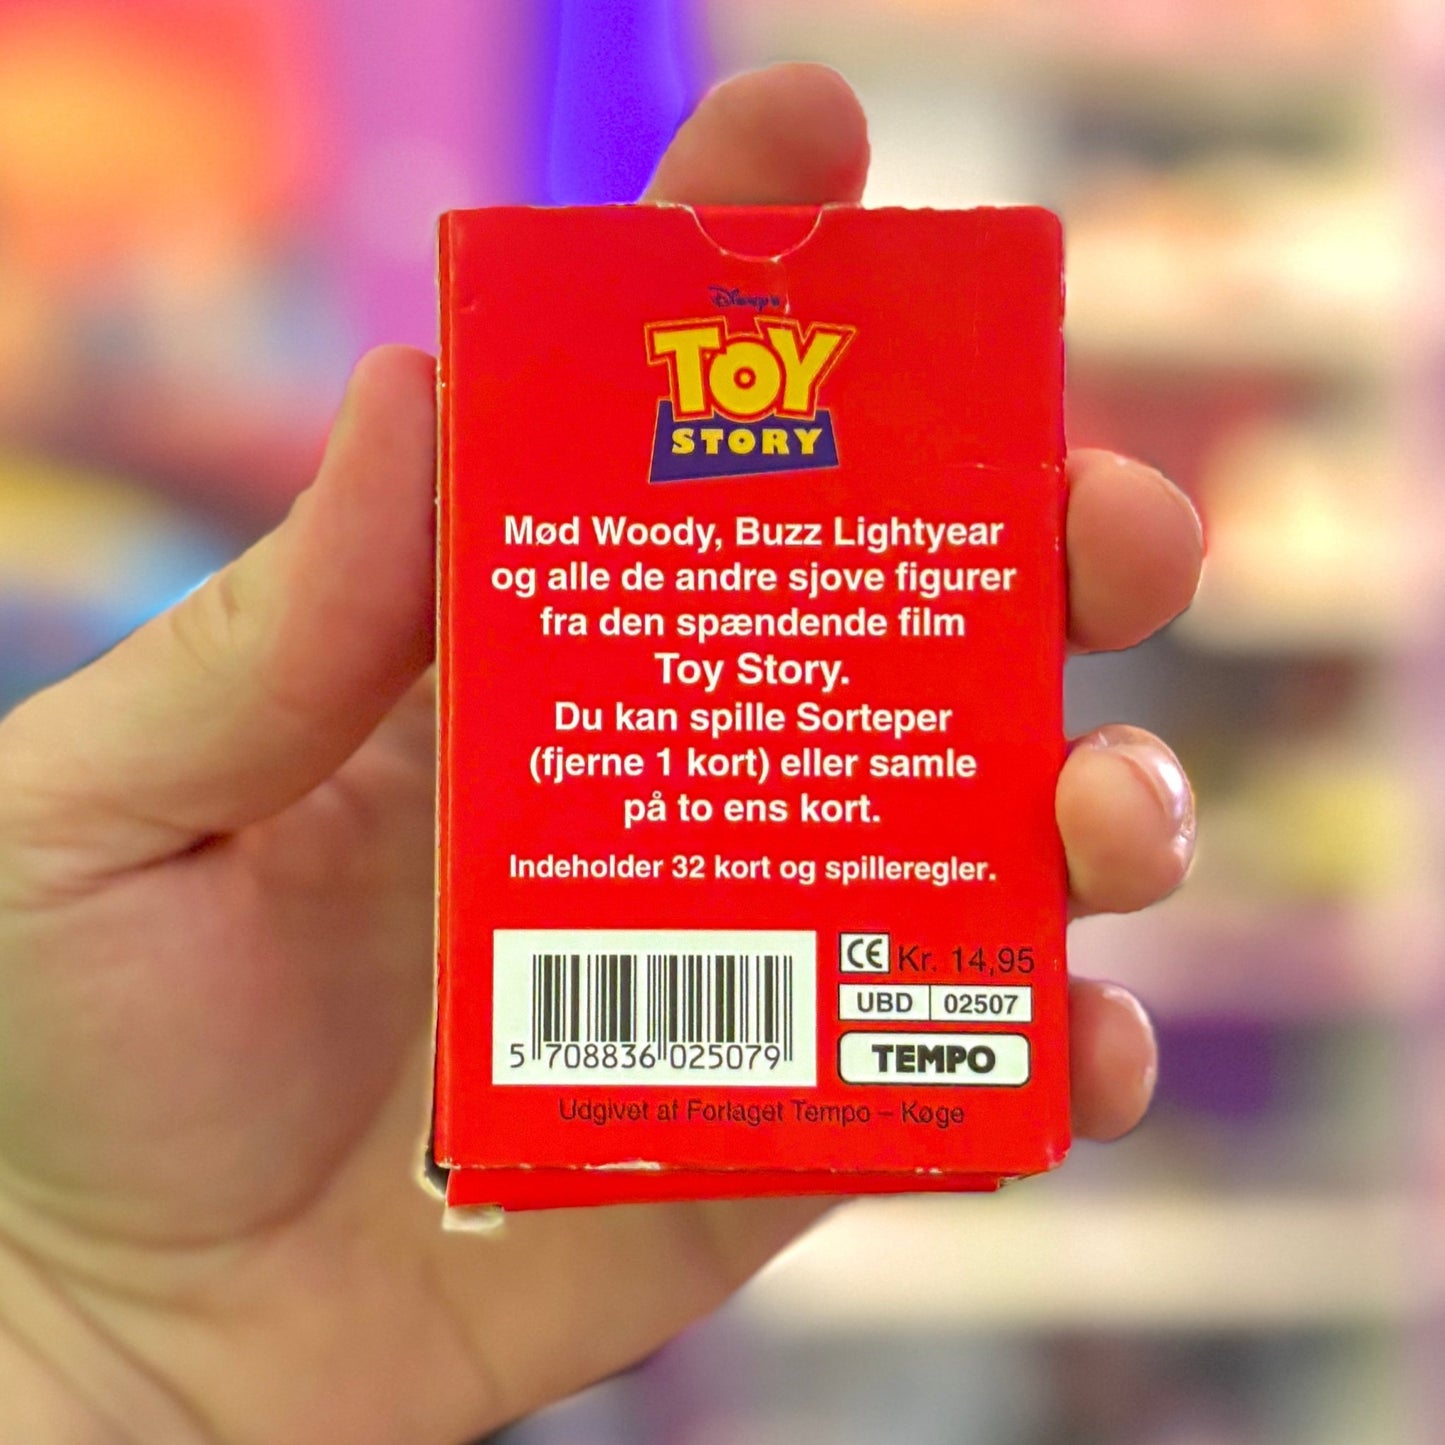 Disney's
TOY
STORY
Mød Woody, Buzz Lightyear
og alle de andre sjove figurer
fra den spændende film
Toy Story.
Du kan spille Sorteper
(fjerne 1 kort) eller samle
på to ens kort.
Indeholder 32 kort og spilleregler.
CE Kr. 14,95
UBD 02507
5 708836 025079
TEMPO
Udgivet af Forlaget Tempo – Køge